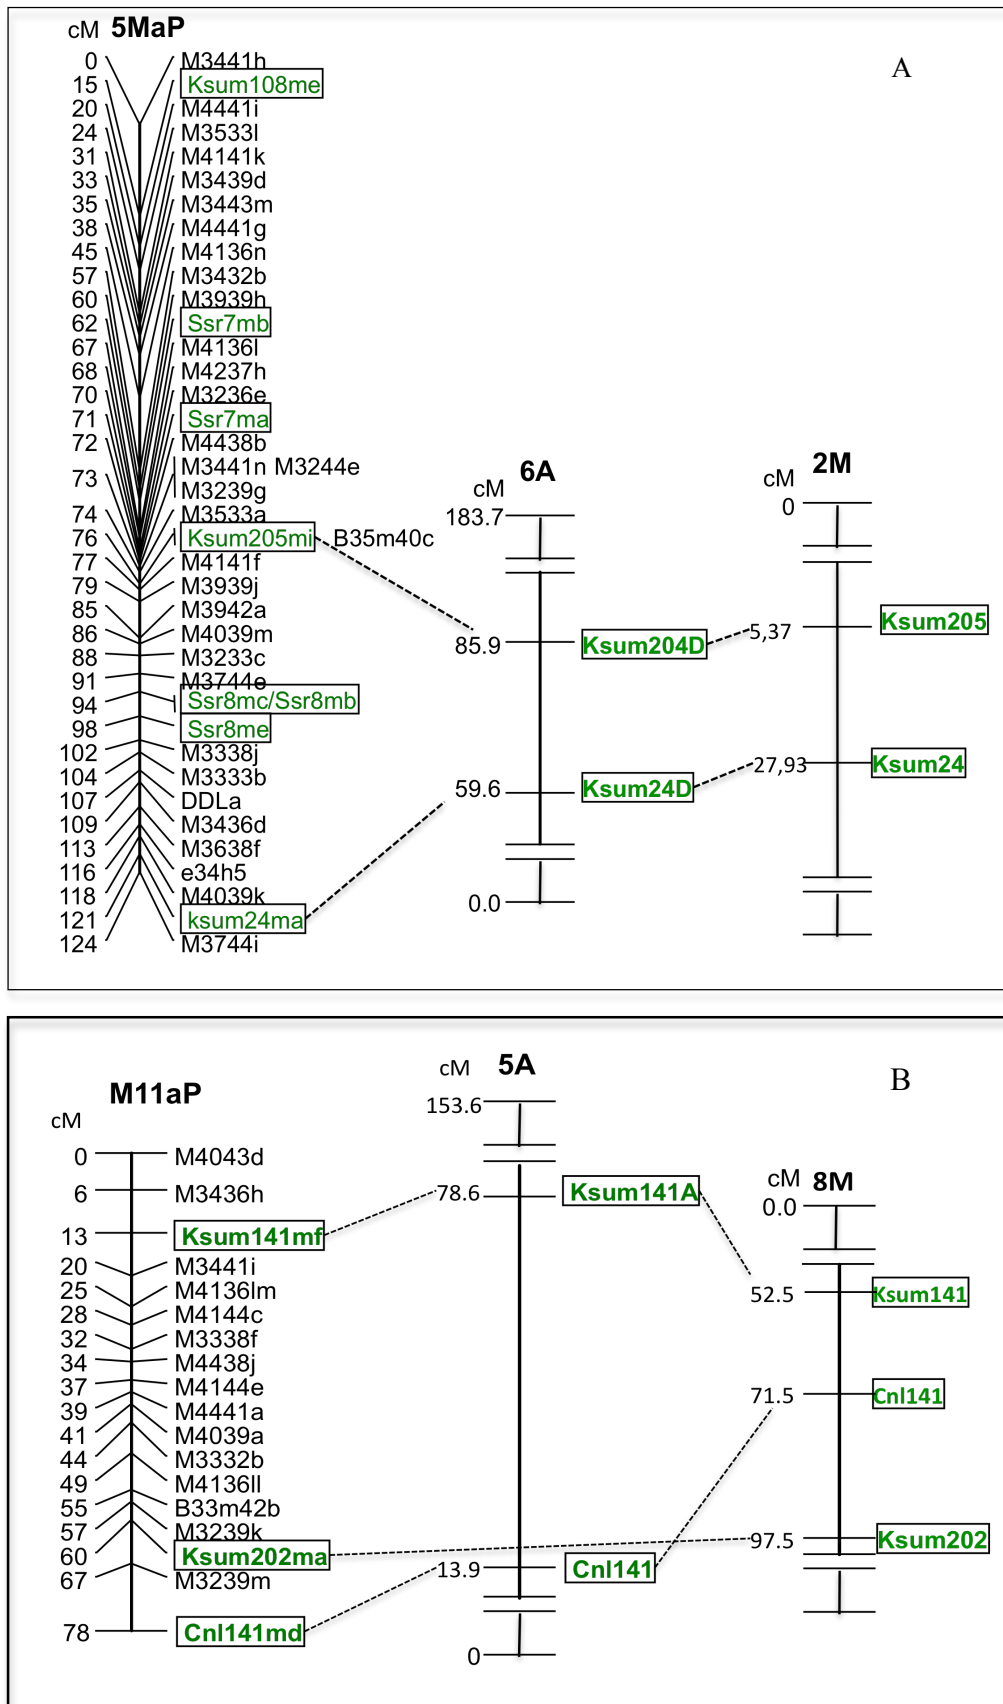 cM 5MaP
A
0 M3441h
15 Ksum108me
20 M4441i
24 M3533l
31 M4141k
33 M3439d
35 M3443m
38 M4441g
45 M4136n
57 M3432b
60 M3939h
62 Ssr7mb
67 M4136l
68 M4237h
70 M3236e
71 Ssr7ma
72 M4438b
73 M3441n M3244e
M3239g
74 M3533a
76 Ksum205mi B35m40c
77 M4141f
79 M3939j
85 M3942a
86 M4039m
88 M3233c
91 M3744e
94 Ssr8mc/Ssr8mb
98 Ssr8me
102 M3338j
104 M3333b
107 DDLa
109 M3436d
113 M3638f
116 e34h5
118 M4039k
121 ksum24ma
124 M3744i
6A
cM
183.7
85.9 Ksum204D
59.6 Ksum24D
0.0
2M
cM
0
5,37 Ksum205
27,93 Ksum24
B
M11aP
cM
0 M4043d
6 M3436h
13 Ksum141mf
20 M3441i
25 M4136lm
28 M4144c
32 M3338f
34 M4438j
37 M4144e
39 M4441a
41 M4039a
44 M3332b
49 M4136ll
55 B33m42b
57 M3239k
60 Ksum202ma
67 M3239m
78 Cnl141md
cM 5A
153.6
78.6 Ksum141A
13.9 Cnl141
0
cM 8M
0.0
52.5 Ksum141
71.5 Cnl141
97.5 Ksum202